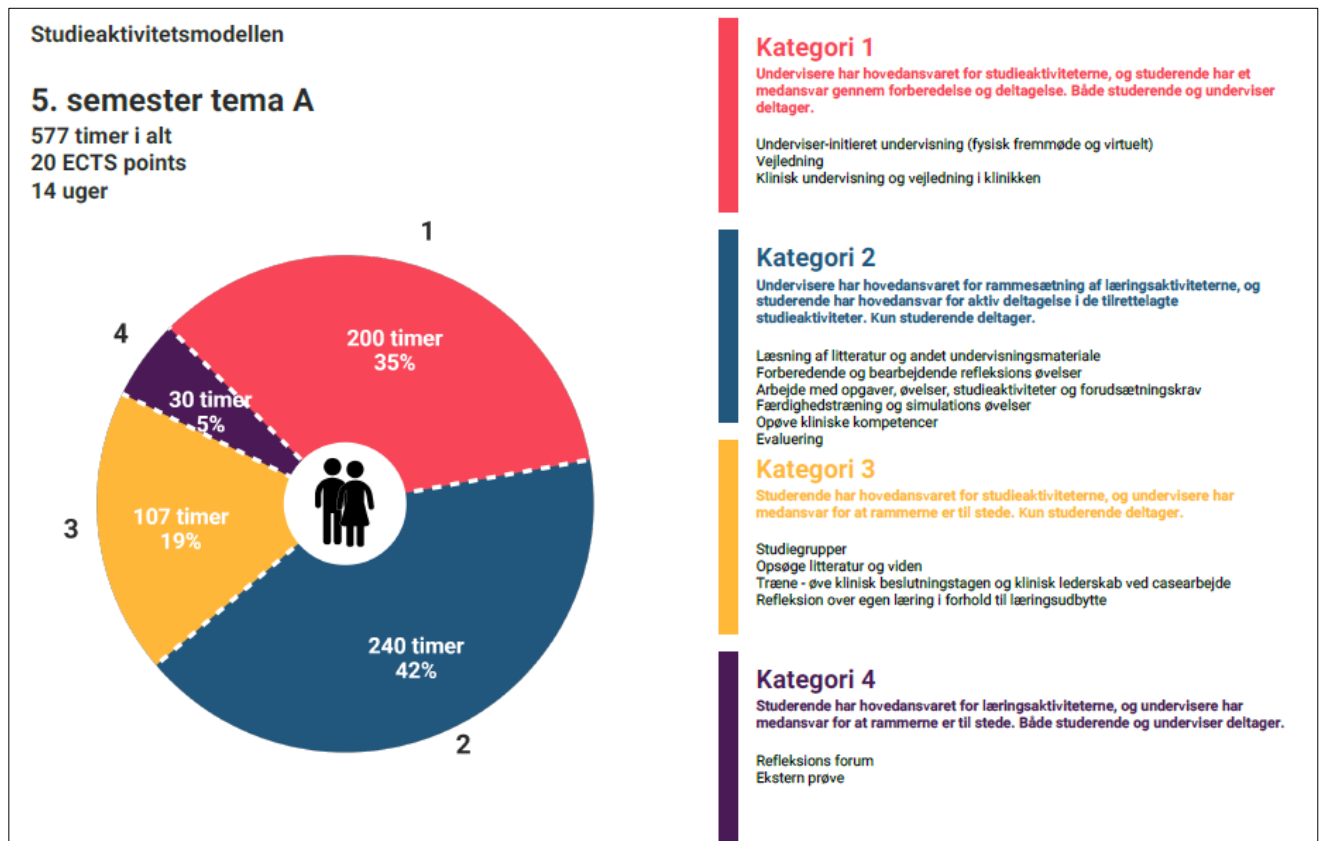 Studieaktivitetsmodellen
5. semester tema A
577 timer i alt
20 ECTS points
14 uger
1
200 timer
35%
4
30 timer
5%
3
107 timer
19%
240 timer
42%
2
Kategori 1
Undervisere har hovedansvaret for studieaktiviteterne, og studerende har et
medansvar gennem forberedelse og deltagelse. Både studerende og underviser
deltager.
Underviser-initieret undervisning (fysisk fremmøde og virtuelt)
Vejledning
Klinisk undervisning og vejledning i klinikken
Kategori 2
Undervisere har hovedansvaret for rammesætning af læringsaktiviteterne, og
studerende har hovedansvar for aktiv deltagelse i de tilrettelagte
studieaktiviteter. Kun studerende deltager.
Læsning af litteratur og andet undervisningsmateriale
Forberedende og bearbejdende refleksions øvelser
Arbejde med opgaver, øvelser, studieaktiviteter og forudsætningskrav
Færdighedstræning og simulations øvelser
Opøve kliniske kompetencer
Evaluering
Kategori 3
Studerende har hovedansvaret for studieaktiviteterne, og undervisere har
medansvar for at rammerne er til stede. Kun studerende deltager.
Studiegrupper
Opsøge litteratur og viden
Træne - øve klinisk beslutningstagen og klinisk lederskab ved casearbejde
Refleksion over egen læring i forhold til læringsudbytte
Kategori 4
Studerende har hovedansvaret for læringsaktiviteterne, og undervisere har
medansvar for at rammerne er til stede. Både studerende og underviser deltager.
Refleksions forum
Ekstern prøve